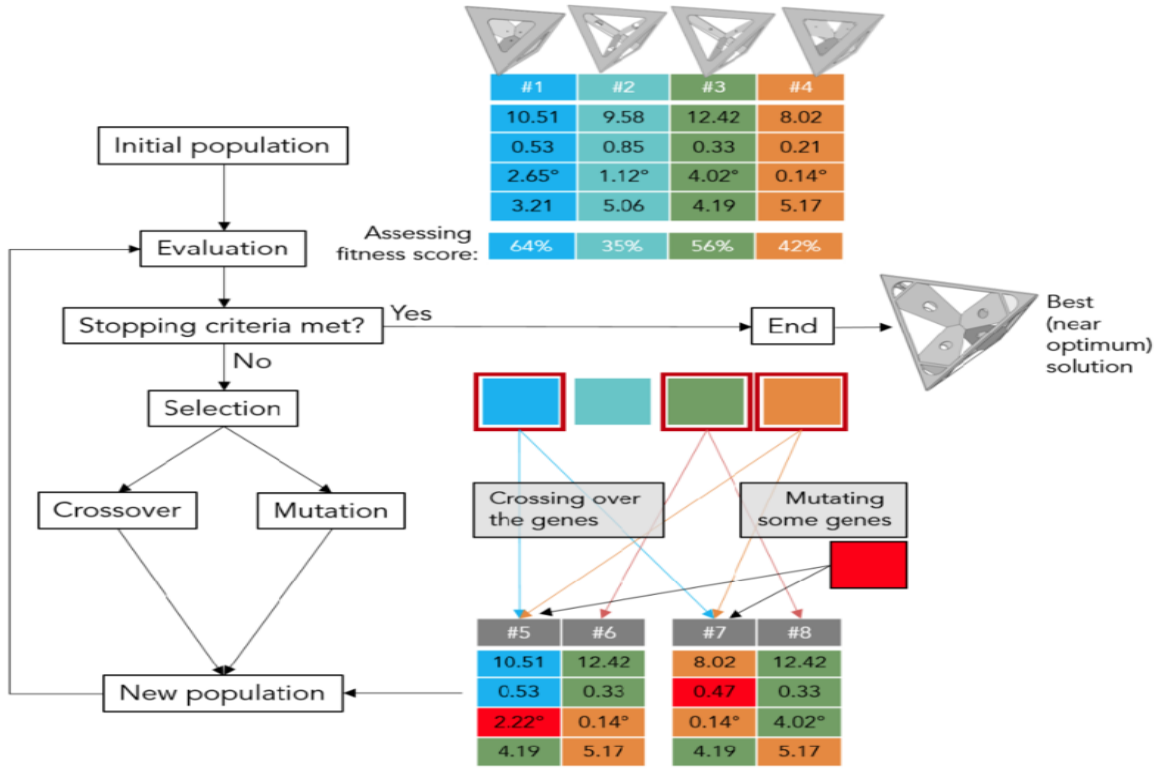 #1 #2 #3 #4
10.51 9.58 12.42 8.02
0.53 0.85 0.33 0.21
2.65° 1.12° 4.02° 0.14°
3.21 5.06 4.19 5.17
Assessing
fitness score:
64% 35% 56% 42%
Initial population
Evaluation
Stopping criteria met?
Yes
End
Best
(near
optimum)
solution
No
Selection
Crossover
Mutation
Crossing over
the genes
Mutating
some genes
#5 #6 #7 #8
10.51 12.42 8.02 12.42
0.53 0.33 0.47 0.33
2.22° 0.14° 0.14° 4.02°
4.19 5.17 4.19 5.17
New population